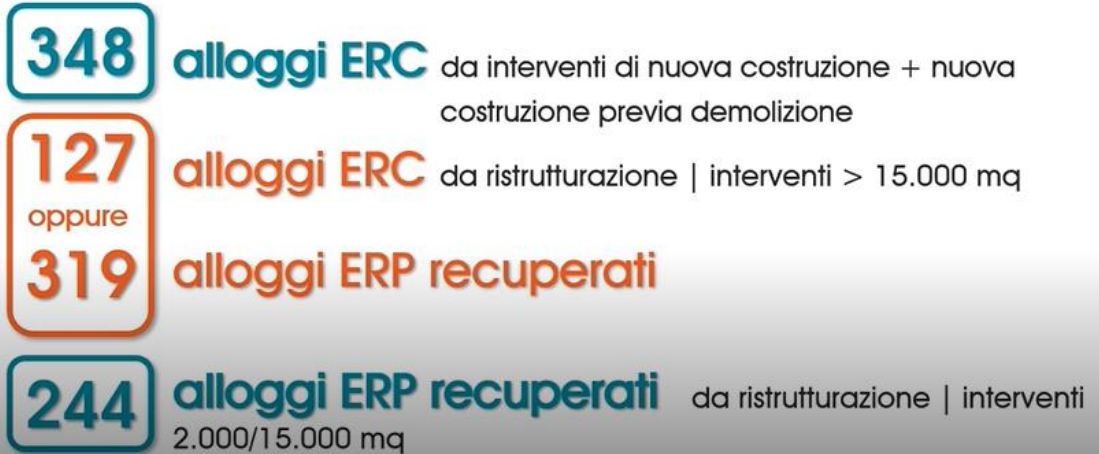 348 alloggi ERC da interventi di nuova costruzione + nuova
costruzione previa demolizione
127 alloggi ERC da ristrutturazione | interventi > 15.000 mq
oppure
319 alloggi ERP recuperati
244 alloggi ERP recuperati da ristrutturazione | interventi
2.000/15.000 mq